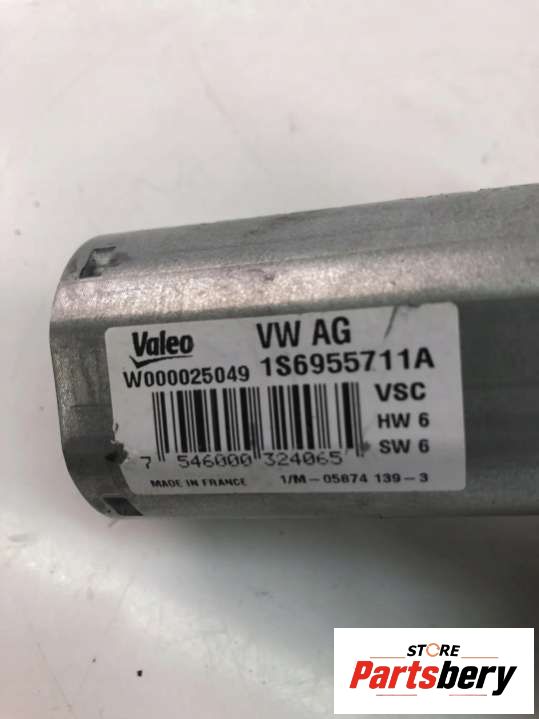 Valeo VW AG
W000025049 1S6955711A
VSC
HW 6
SW 6
7 546000 324065
MADE IN FRANCE 1/M-05674 139-3
STORE
Partsbery